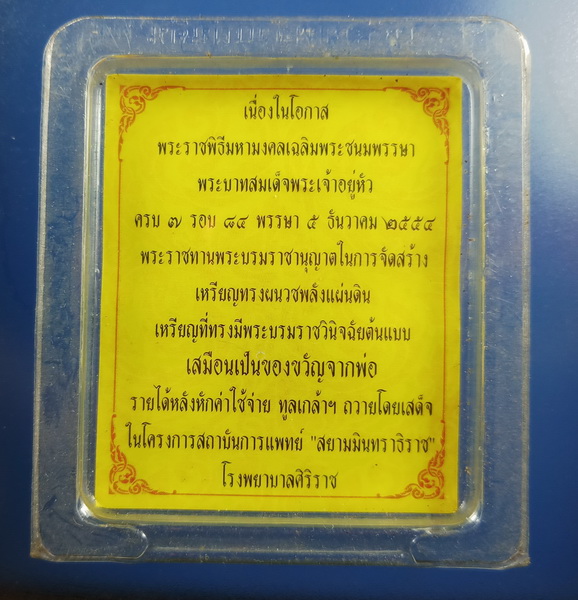 เนื่องในโอกาส
พระราชพิธีมหามงคลเฉลิมพระชนมพรรษา
พระบาทสมเด็จพระเจ้าอยู่หัว
ครบ ๗ รอบ ๘๔ พรรษา ๕ ธันวาคม ๒๕๕๔
พระราชทานพระบรมราชานุญาตในการจัดสร้าง
เหรียญทรงผนวชพลังแผ่นดิน
เหรียญที่ทรงมีพระบรมราชวินิจฉัยต้นแบบ
เสมือนเป็นของขวัญจากพ่อ
รายได้หลังหักค่าใช้จ่าย ทูลเกล้าฯ ถวายโดยเสด็จ
ในโครงการสถาบันการแพทย์ "สยามมินทราธิราช"
โรงพยาบาลศิริราช